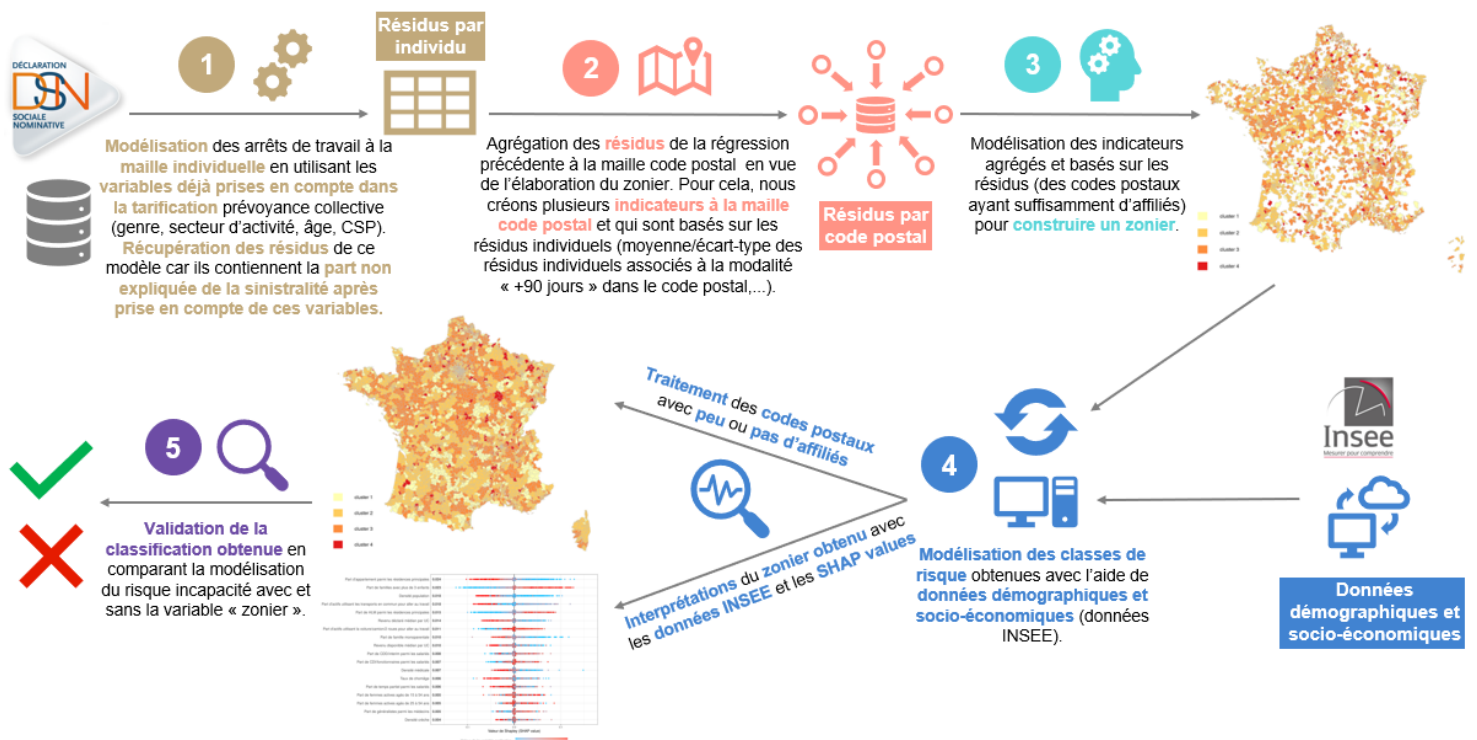 DÉCLARATION
DSN
SOCIALE
NOMINATIVE
1
Modélisation des arrêts de travail à la
maille individuelle en utilisant les
variables déjà prises en compte dans
la tarification prévoyance collective
(genre, secteur d'activité, âge, CSP).
Récupération des résidus de ce
modèle car ils contiennent la part non
expliquée de la sinistralité après
prise en compte de ces variables.
Résidus par
individu
2
Agrégation des résidus de la régression
précédente à la maille code postal en vue
de l'élaboration du zonier. Pour cela, nous
créons plusieurs indicateurs à la maille
code postal et qui sont basés sur les
résidus individuels (moyenne/écart-type des
résidus individuels associés à la modalité
« +90 jours » dans le code postal,...).
Résidus par
code postal
3
Modélisation des indicateurs
agrégés et basés sur les
résidus (des codes postaux
ayant suffisamment d'affiliés)
pour construire un zonier.
cluster 1
cluster 2
cluster 3
cluster 4
Insee
Mesurer pour comprendre
Données
démographiques et
socio-économiques
4
Modélisation des classes de
risque obtenues avec l'aide de
données démographiques et
socio-économiques (données
INSEE).
Traitement des codes postaux
avec peu ou pas d'affiliés
Interprétations du zonier obtenu avec
les données INSEE et les SHAP values
cluster 1
cluster 2
cluster 3
cluster 4
5
Validation de la
classification obtenue en
comparant la modélisation
du risque incapacité avec et
sans la variable « zonier ».
Densité population
Taux de chômage
Valeur de Shapley (SHAP value)